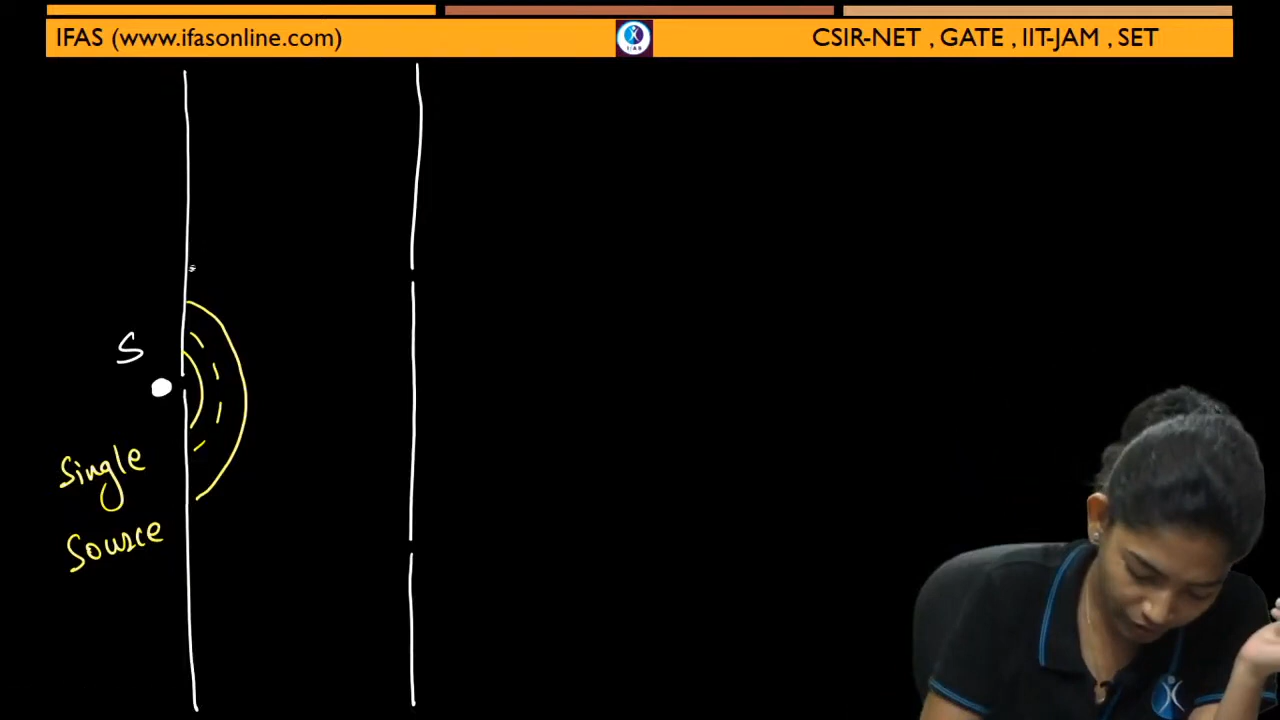 IFAS (www.ifasonline.com)
CSIR-NET , GATE , IIT-JAM , SET
S
Single
Source